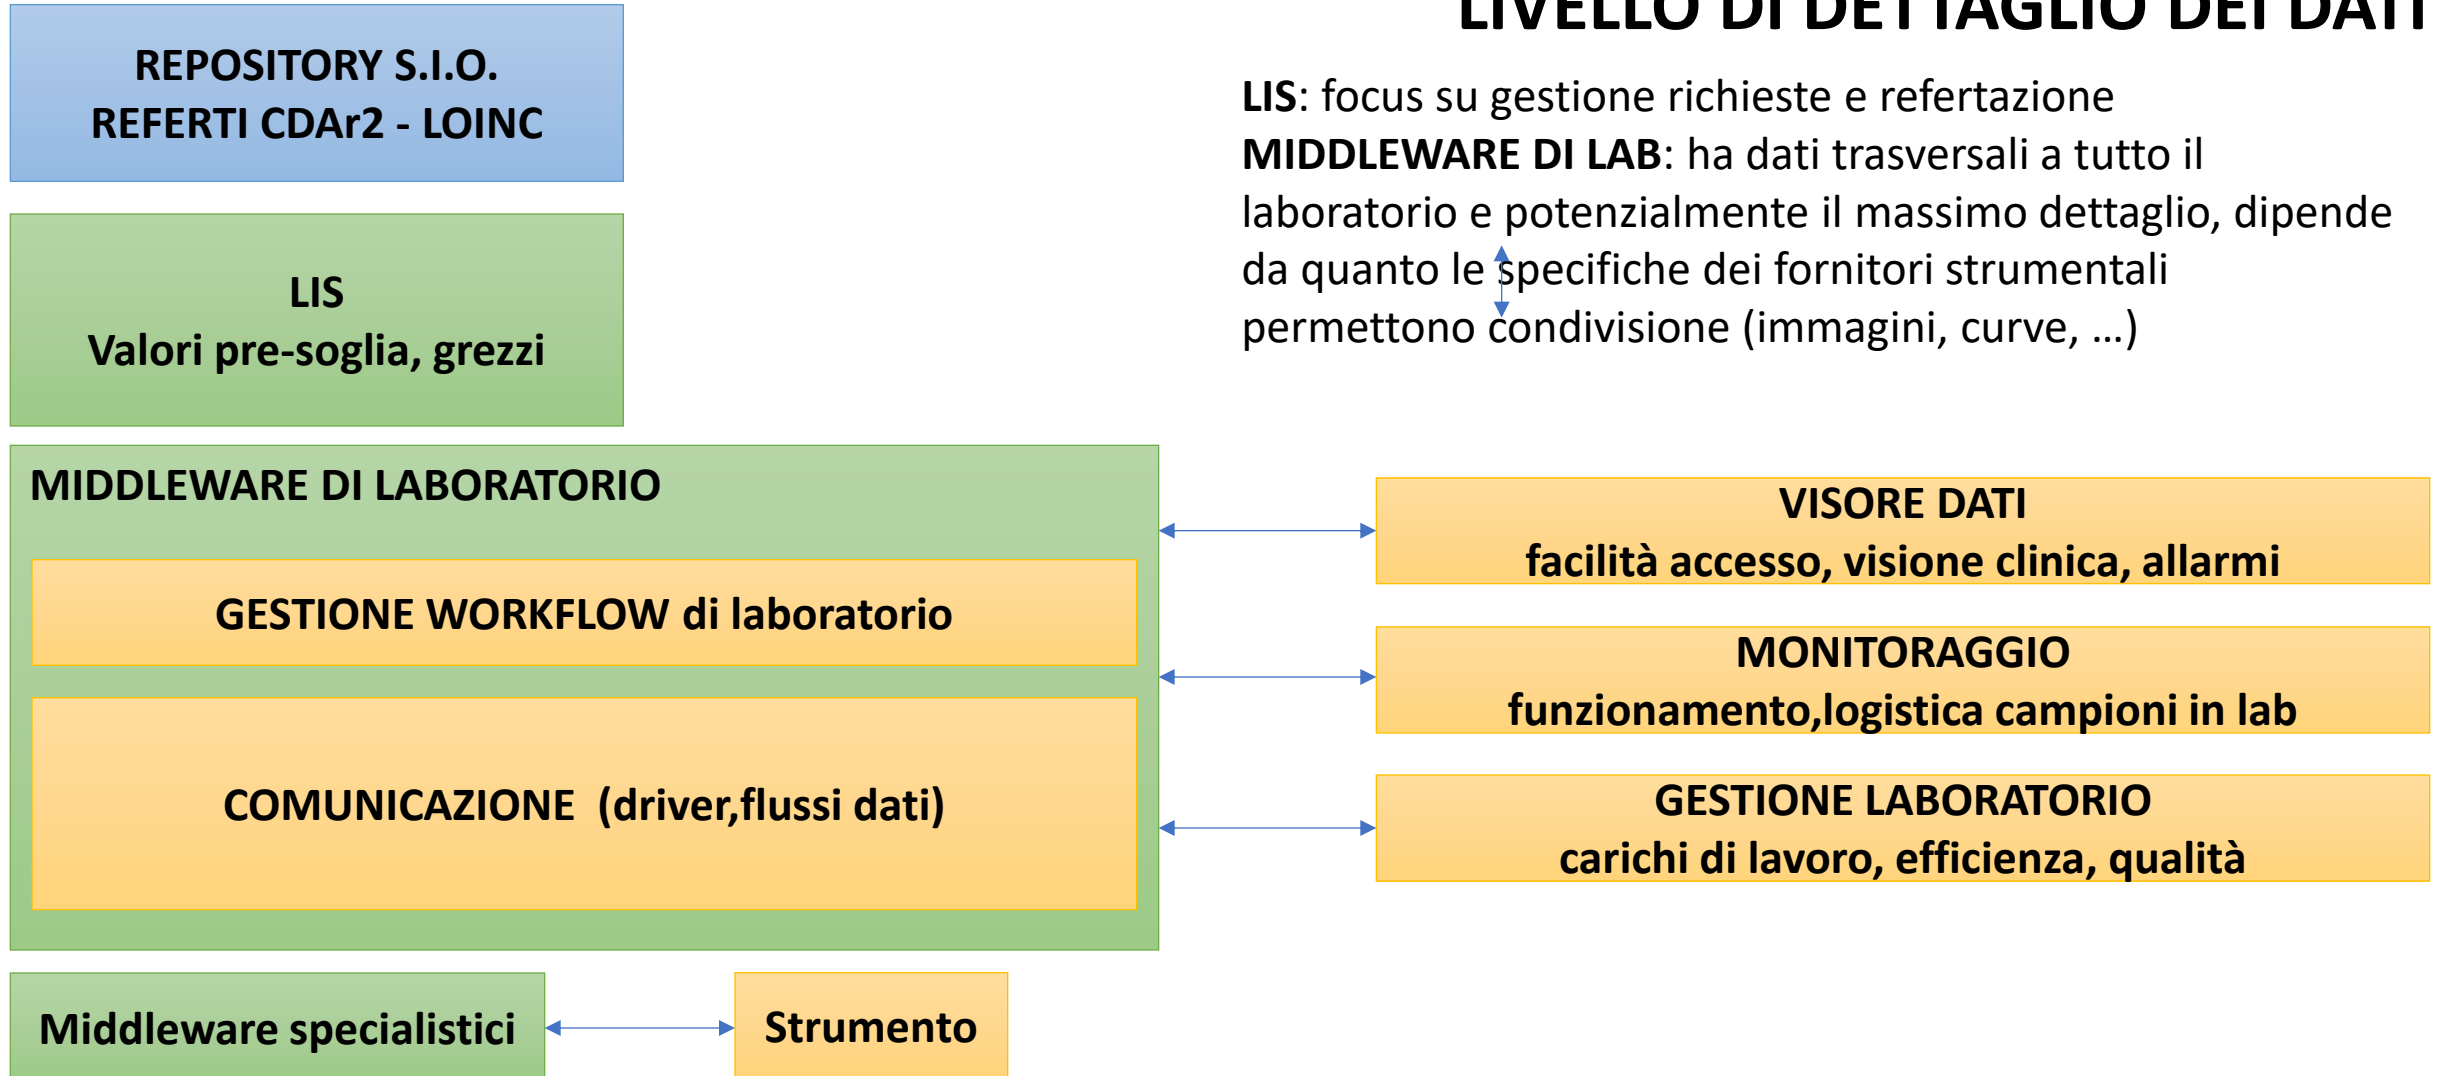 LIVELLO DI DETTAGLIO DEI DATI
REPOSITORY S.I.O.
REFERTI CDAr2 - LOINC
LIS: focus su gestione richieste e refertazione
MIDDLEWARE DI LAB: ha dati trasversali a tutto il
laboratorio e potenzialmente il massimo dettaglio, dipende
da quanto le specifiche dei fornitori strumentali
permettono condivisione (immagini, curve, ...)
LIS
Valori pre-soglia, grezzi
MIDDLEWARE DI LABORATORIO
GESTIONE WORKFLOW di laboratorio
COMUNICAZIONE (driver,flussi dati)
VISORE DATI
facilità accesso, visione clinica, allarmi
MONITORAGGIO
funzionamento,logistica campioni in lab
GESTIONE LABORATORIO
carichi di lavoro, efficienza, qualità
Middleware specialistici
Strumento